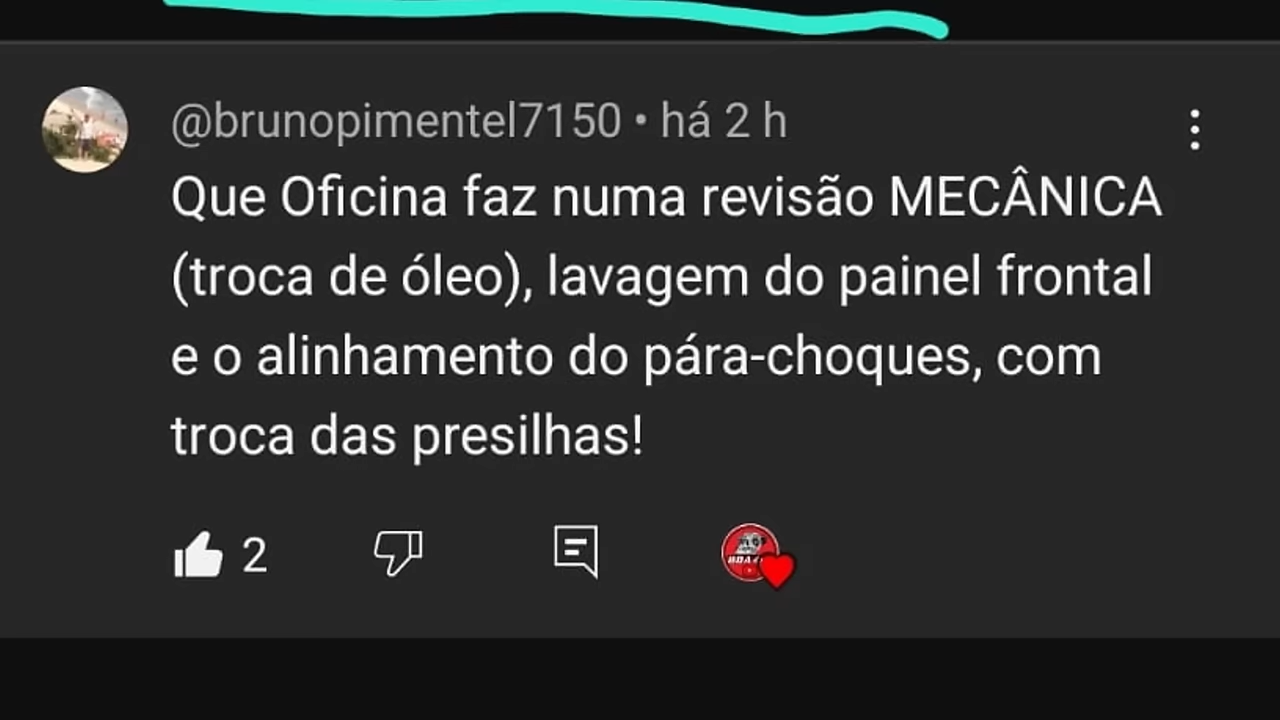 @brunopimentel7150 • há 2 h
Que Oficina faz numa revisão MECÂNICA
(troca de óleo), lavagem do painel frontal
e o alinhamento do pára-choques, com
troca das presilhas!
2